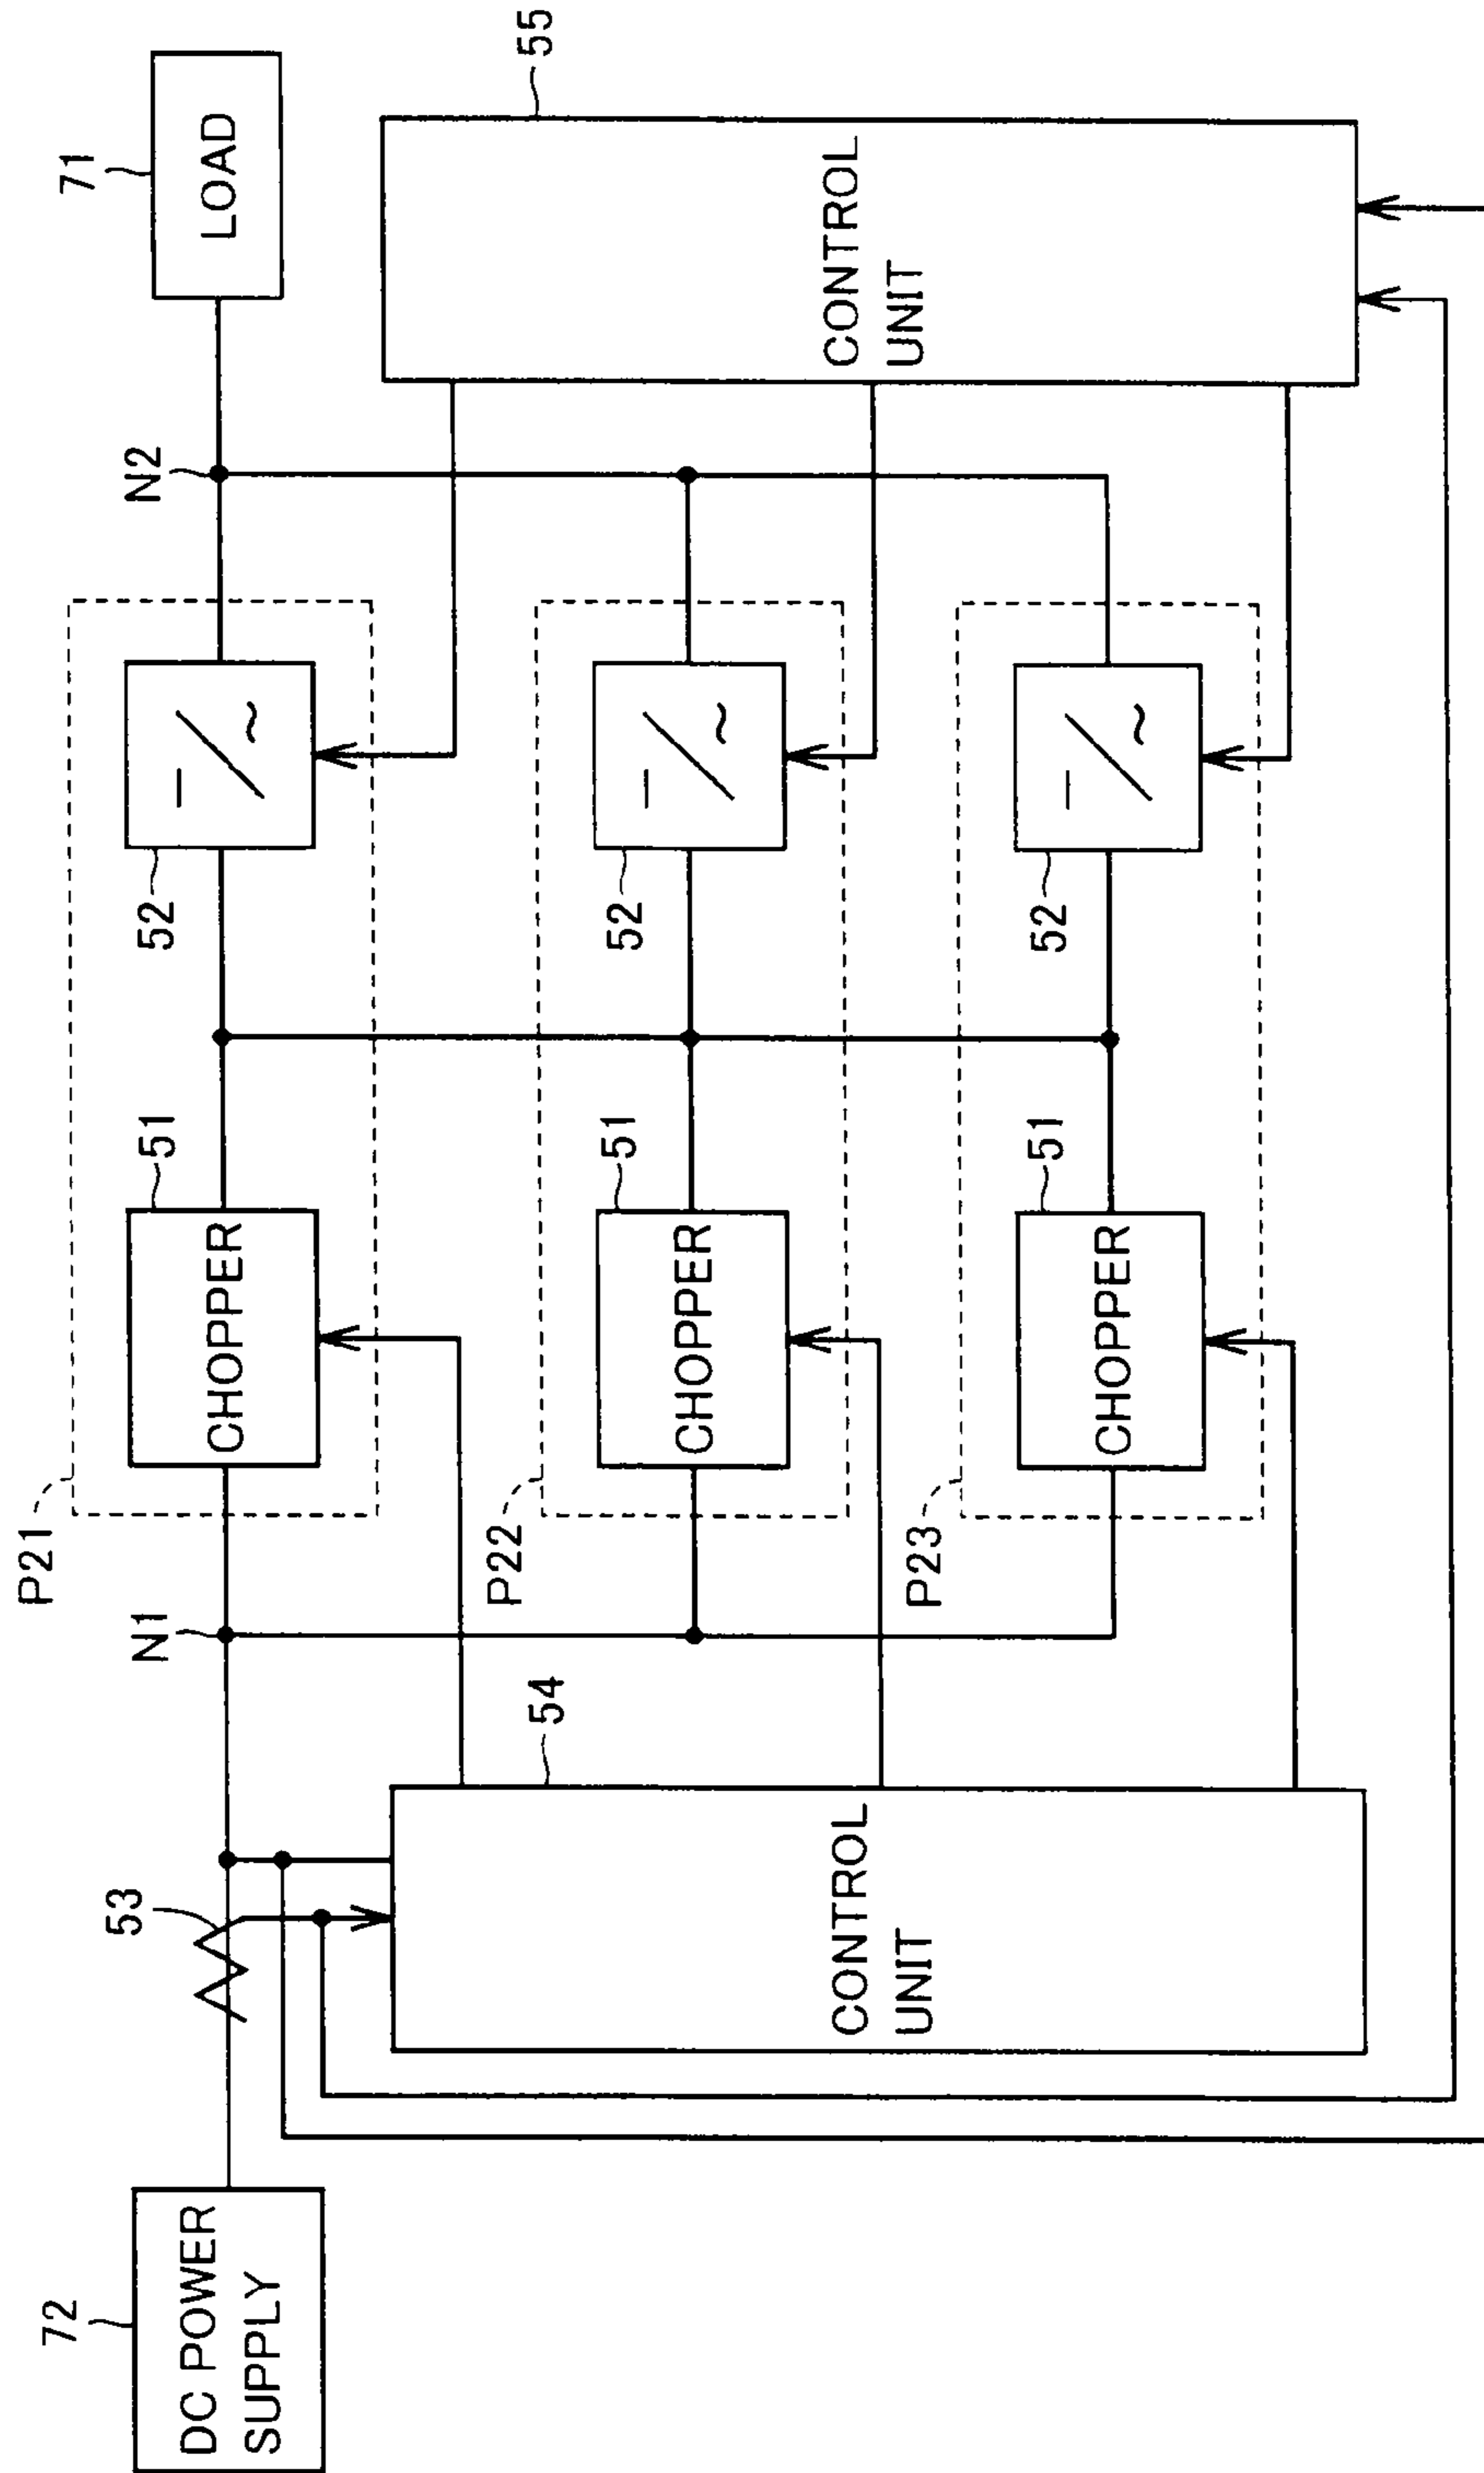 P21
P22
P23
72
DC POWER
SUPPLY
53
N1
CHOPPER
51
52
N2
71
LOAD
CHOPPER
51
52
CHOPPER
51
52
54
CONTROL
UNIT
55
CONTROL
UNIT